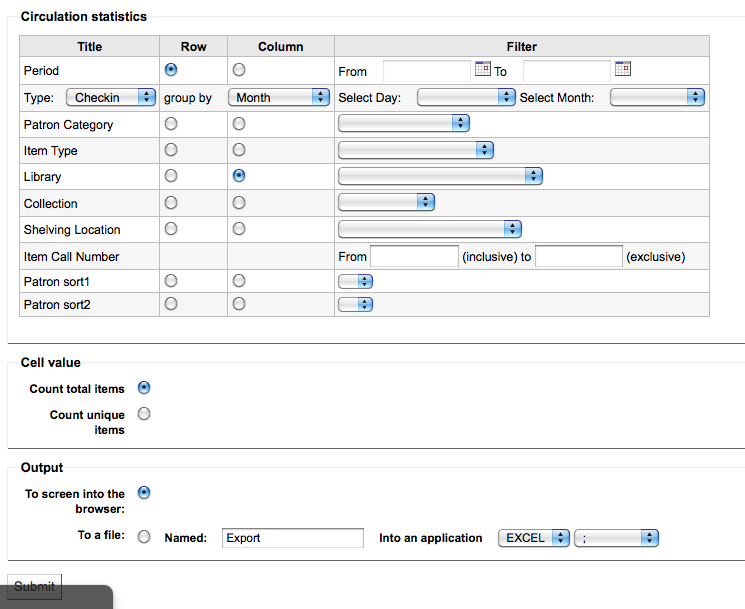 Circulation statistics
Title Row Column Filter
Period From To
Type: Checkin group by Month Select Day: Select Month:
Patron Category
Item Type
Library
Collection
Shelving Location
Item Call Number From (inclusive) to (exclusive)
Patron sort1
Patron sort2
Cell value
Count total items
Count unique
items
Output
To screen into the
browser:
To a file: Named: Export Into an application EXCEL ;
Submit